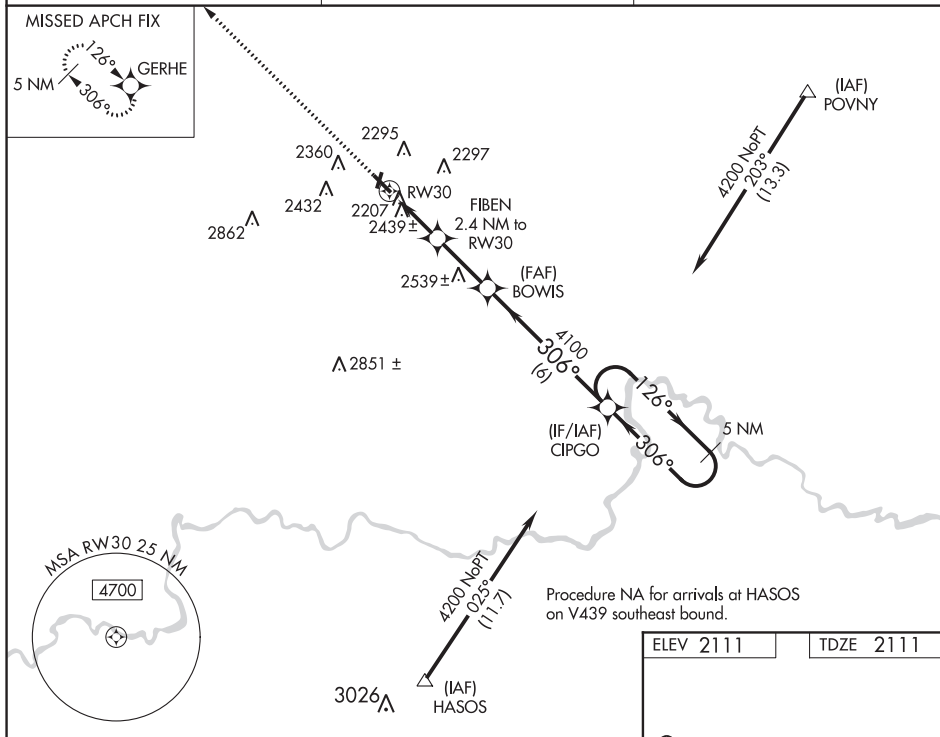 MISSED APCH FIX
126°
GERHE
5 NM
306°
(IAF)
POVNY
4200 NoPT
203°
(13.3)
2295
2297
2360
RW30
2432
2207
2439 ±
FIBEN
2.4 NM to
RW30
2862
2539 ±
(FAF)
BOWIS
4100
306°
(6)
2851 ±
126°
5 NM
(IF/IAF)
CIPGO
306°
MSA RW30 25 NM
4700
4200 NoPT
025°
(11.7)
Procedure NA for arrivals at HASOS
on V439 southeast bound.
ELEV 2111
TDZE 2111
3026
(IAF)
HASOS